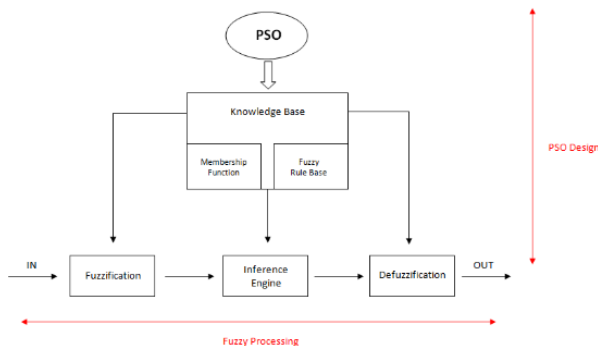 PSO
Knowledge Base
Membership
Function
Fuzzy
Rule Base
PSO Design
IN
Fuzzification
Inference
Engine
Defuzzification
OUT
Fuzzy Processing